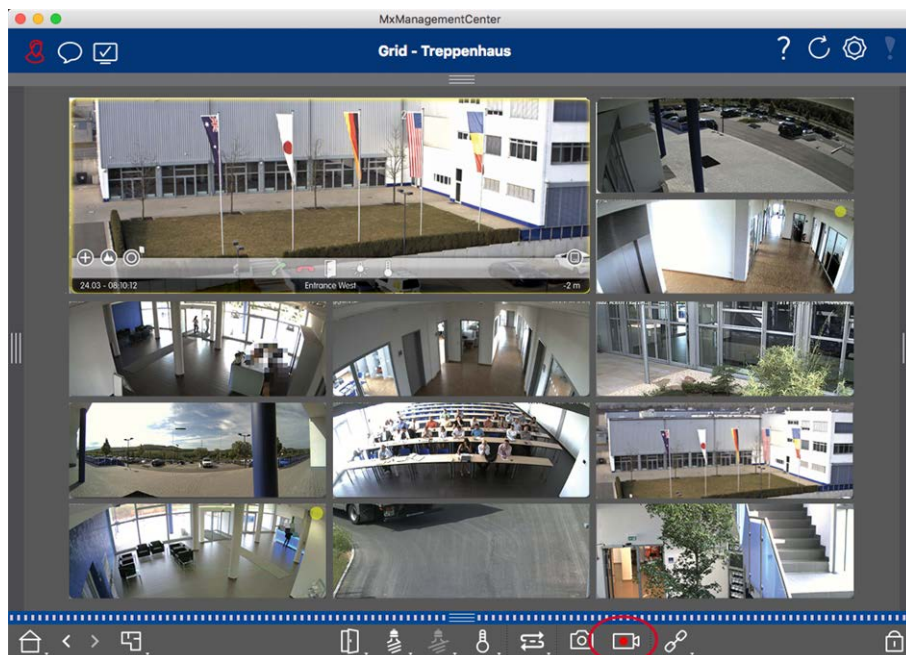 MxManagementCenter
Grid - Treppenhaus
?
24.03 - 08:10:12 Entrance West -2 m